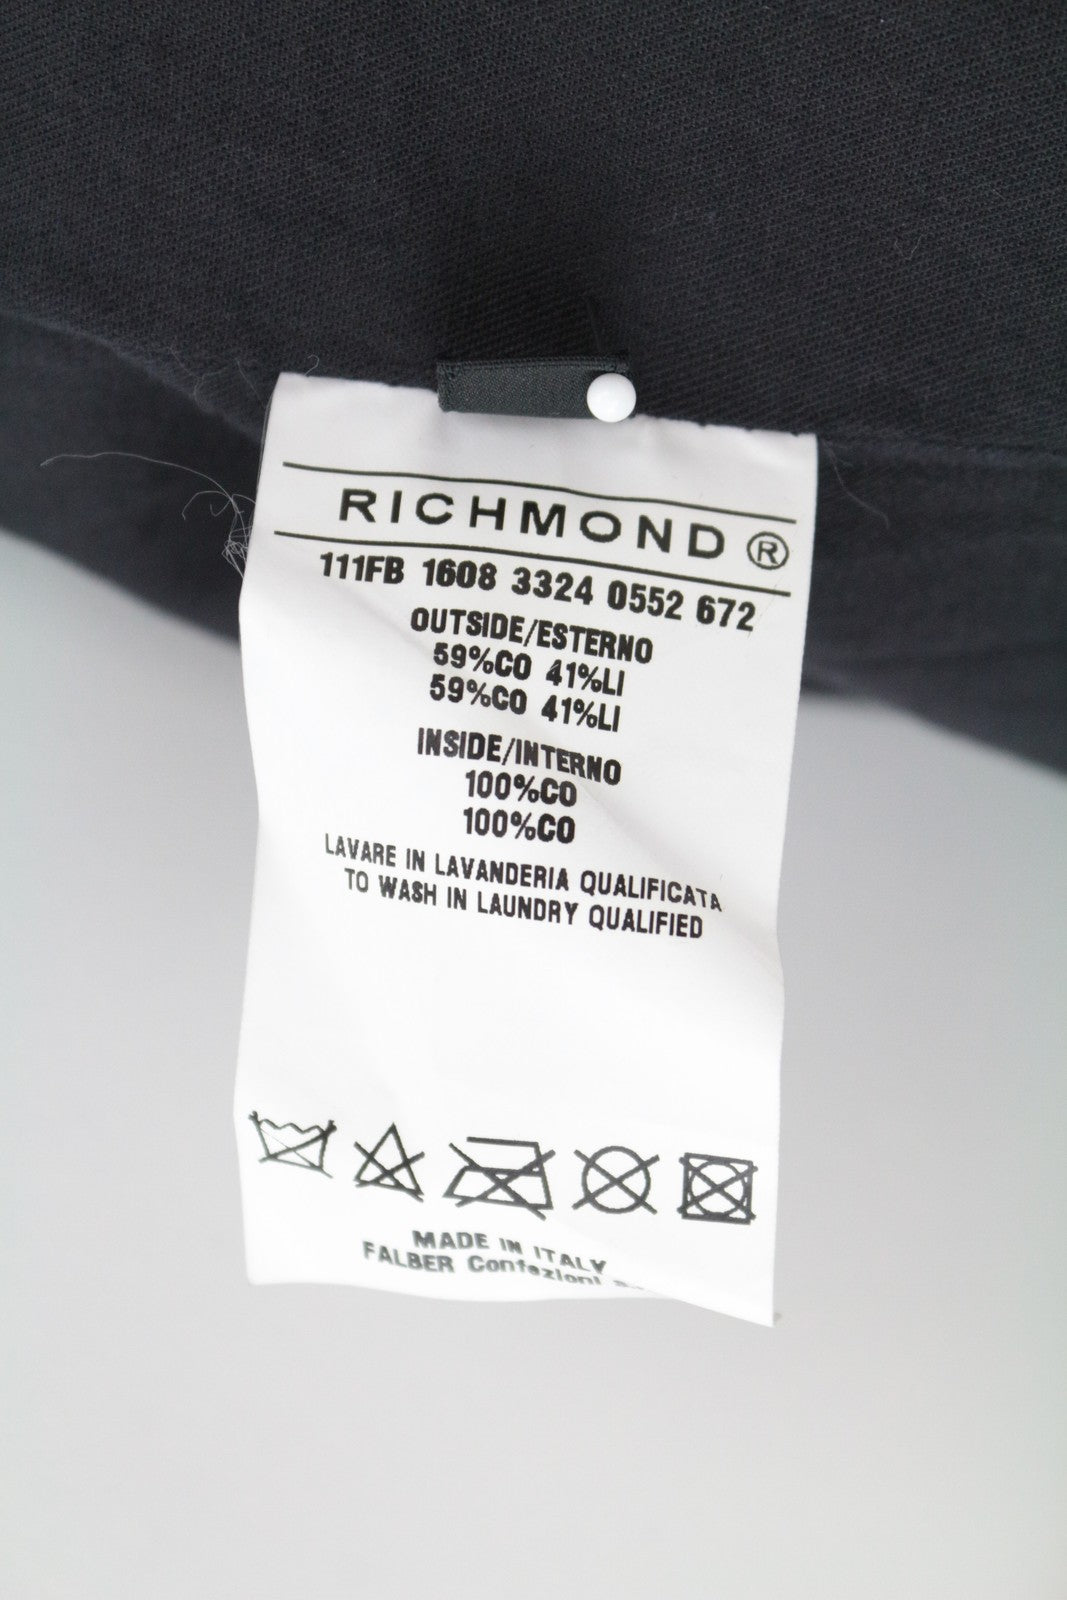 RICHMOND ®
111FB 1608 3324 0552 672
OUTSIDE/ESTERNO
59%CO 41%LI
59%CO 41%LI
INSIDE/INTERNO
100%CO
100%CO
LAVARE IN LAVANDERIA QUALIFICATA
TO WASH IN LAUNDRY QUALIFIED
MADE IN ITALY
FALBER Confezioni